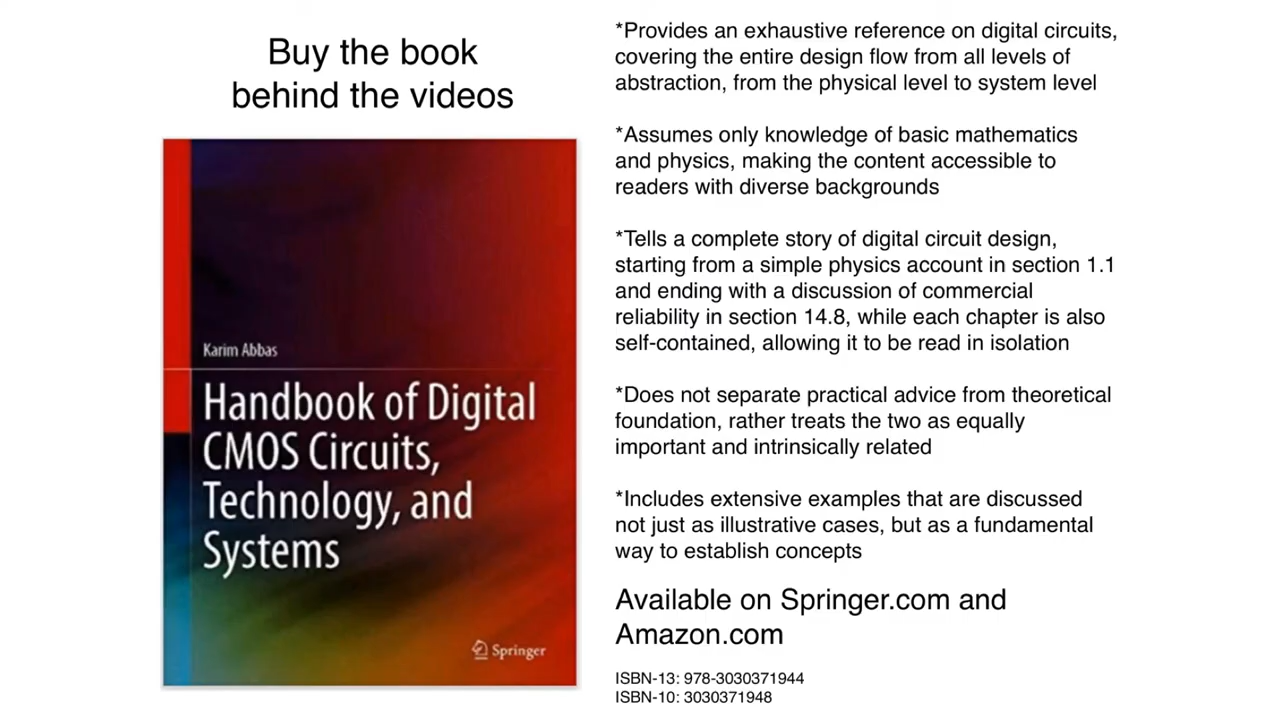 Buy the book
behind the videos
Karim Abbas
Handbook of Digital
CMOS Circuits,
Technology, and
Systems
Springer
*Provides an exhaustive reference on digital circuits,
covering the entire design flow from all levels of
abstraction, from the physical level to system level
*Assumes only knowledge of basic mathematics
and physics, making the content accessible to
readers with diverse backgrounds
*Tells a complete story of digital circuit design,
starting from a simple physics account in section 1.1
and ending with a discussion of commercial
reliability in section 14.8, while each chapter is also
self-contained, allowing it to be read in isolation
*Does not separate practical advice from theoretical
foundation, rather treats the two as equally
important and intrinsically related
*Includes extensive examples that are discussed
not just as illustrative cases, but as a fundamental
way to establish concepts
Available on Springer.com and
Amazon.com
ISBN-13: 978-3030371944
ISBN-10: 3030371948